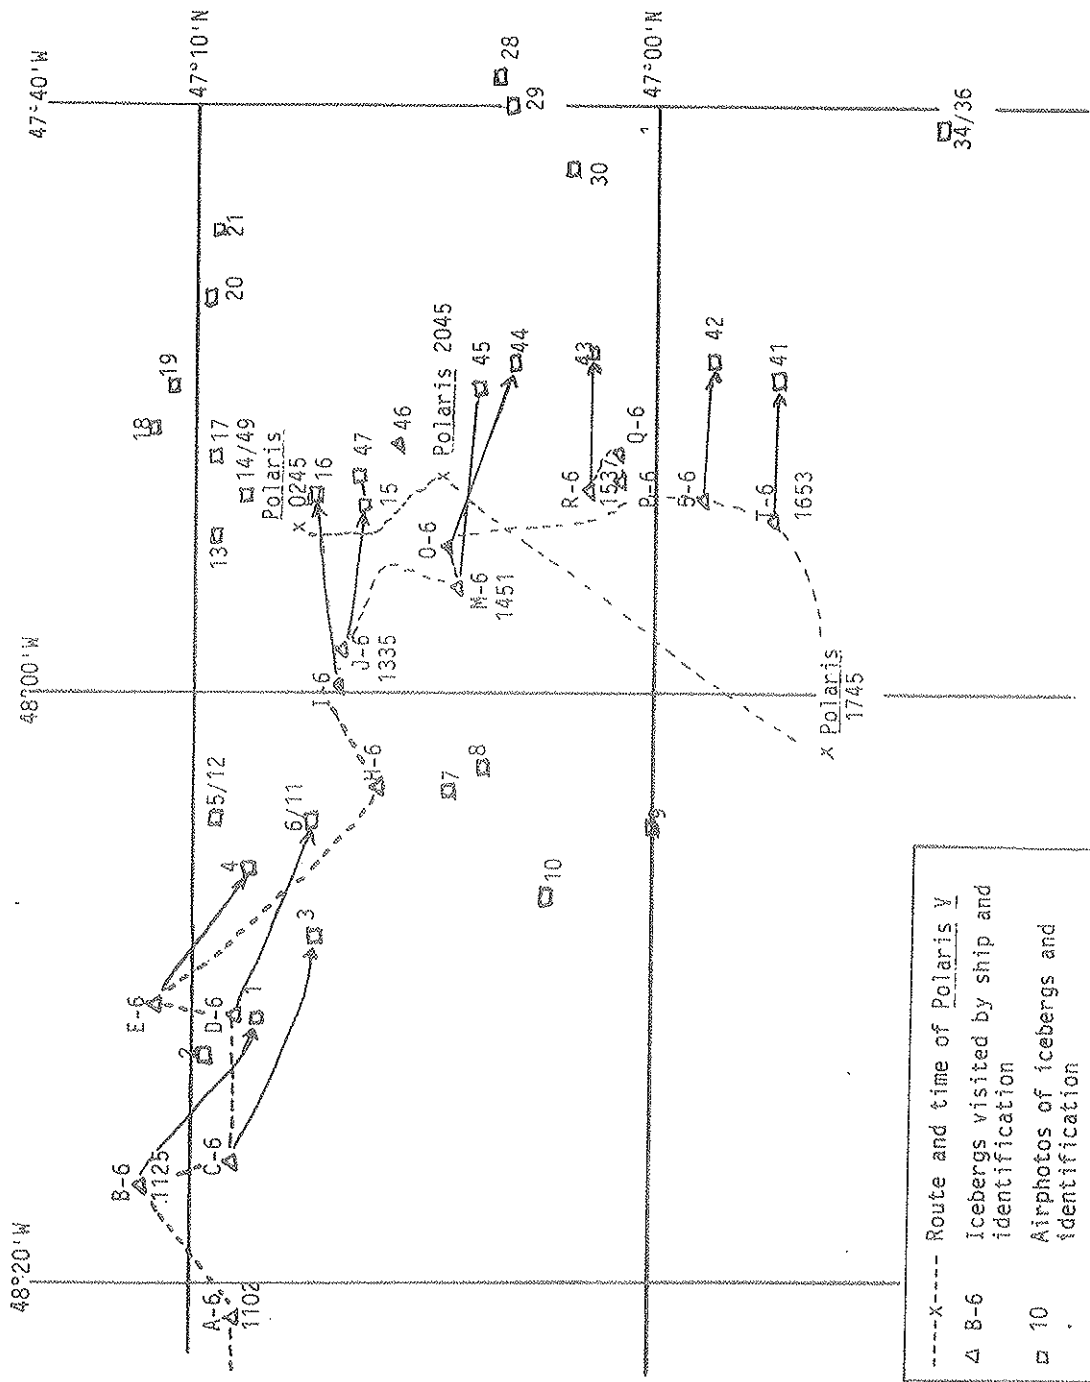 47°40'W
47°10'N
28
29
21
20
30
47°00'N
34/36
19
18
17
14/49
Polaris
0245
16
47
46
Polaris 2045
45
44
43
42
41
13
15
O-6
M-6
1451
R-6
1537
Q-6
P-6
S-6
T-6
1653
48°00'W
I-6
J-6
1335
Polaris
1745
H-6
5/12
6/11
4
3
7
8
9
10
E-6
D-6
1
2
B-6
1125
C-6
48°20'W
A-6
1102
----x---- Route and time of Polaris V
B-6 Icebergs visited by ship and
identification
10 Airphotos of icebergs and
identification